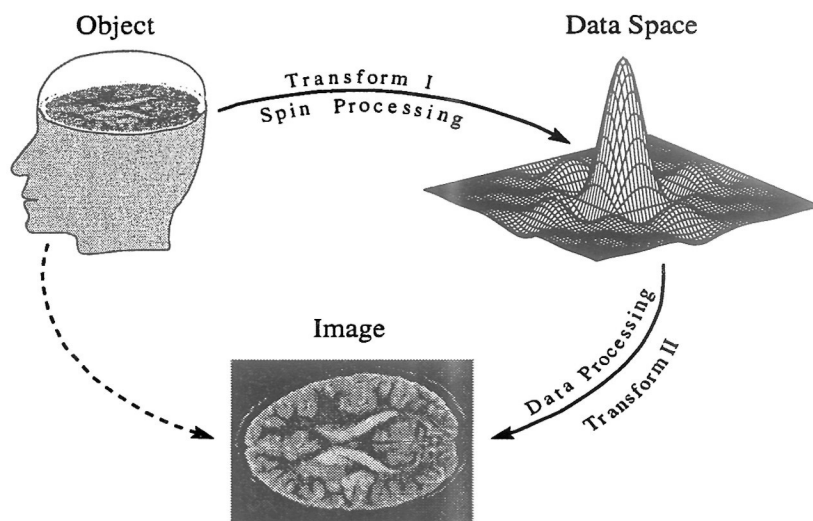 Object
Data Space
Transform I
Spin Processing
Image
Data Processing
Transform II